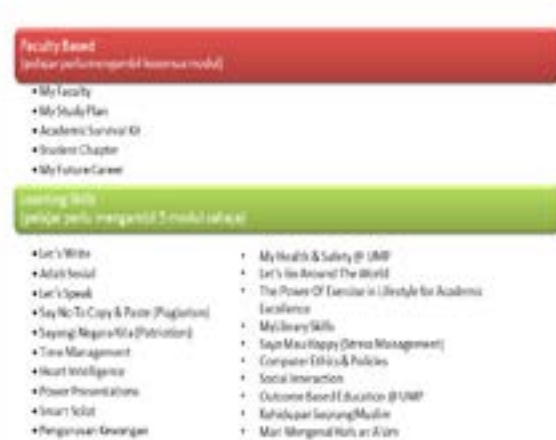 Faculty Based
(pelajar perlu mengambil kesemua modul)
• My Faculty
• My Study Plan
• Academic Survival Kit
• Student Chapter
• My Future Career
Learning Skills
(pelajar perlu mengambil 5 modul sahaja)
• Let's Write
• Adab Sosial
• Let's Speak
• Say No To Copy & Paste (Plagiarism)
• Sayangi Negara Kita (Patriotism)
• Time Management
• Heart Intelligence
• Power Presentations
• Smart Solat
• Pengurusan Kewangan
• My Health & Safety @ UMP
• Let's Go Around The World
• The Power Of Exercise in Lifestyle for Academic
Excellence
• My Library Skills
• Saya Mau Happy (Stress Management)
• Computer Ethics & Policies
• Social Interaction
• Outcome Based Education @ UMP
• Kehidupan Seorang Muslim
• Mari Mengenal